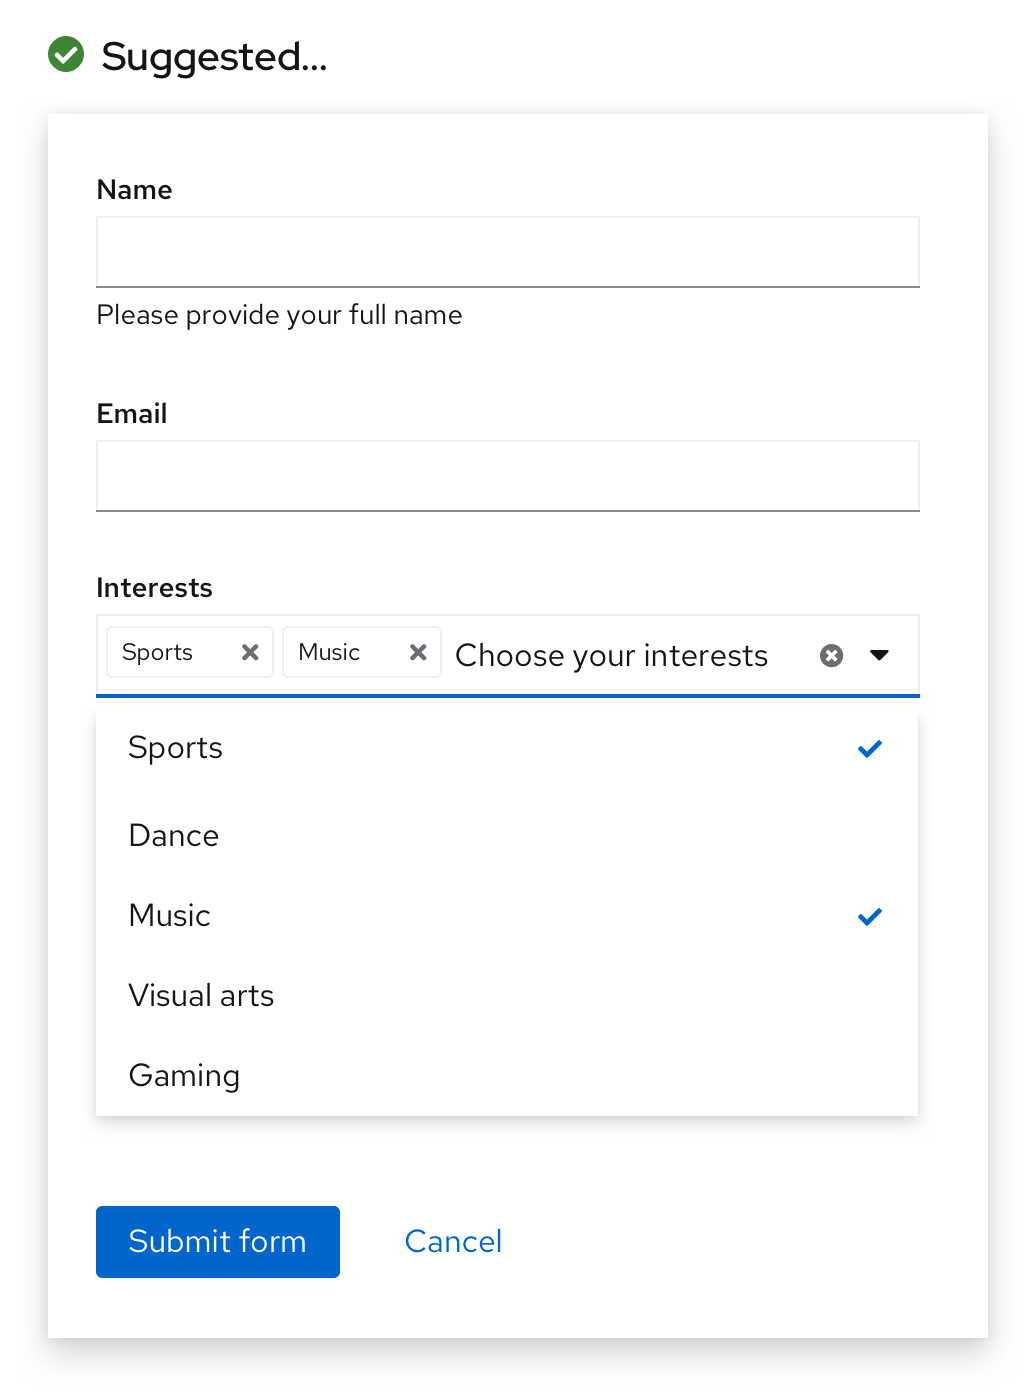 Suggested...
Name
Please provide your full name
Email
Interests
Sports Music Choose your interests
Sports
Dance
Music
Visual arts
Gaming
Submit form Cancel